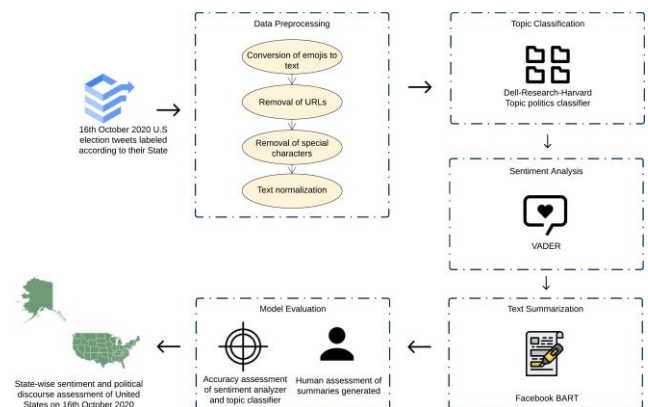 Data Preprocessing
Conversion of emojis to
text
Removal of URLs
Removal of special
characters
Text normalization
16th October 2020 U.S
election tweets labeled
according to their State
Topic Classification
Dell-Research-Harvard
Topic politics classifier
Sentiment Analysis
VADER
Text Summarization
Facebook BART
Model Evaluation
Accuracy assessment
of sentiment analyzer
and topic classifier
Human assessment of
summaries generated
State-wise sentiment and political
discourse assessment of United
States on 16th October 2020